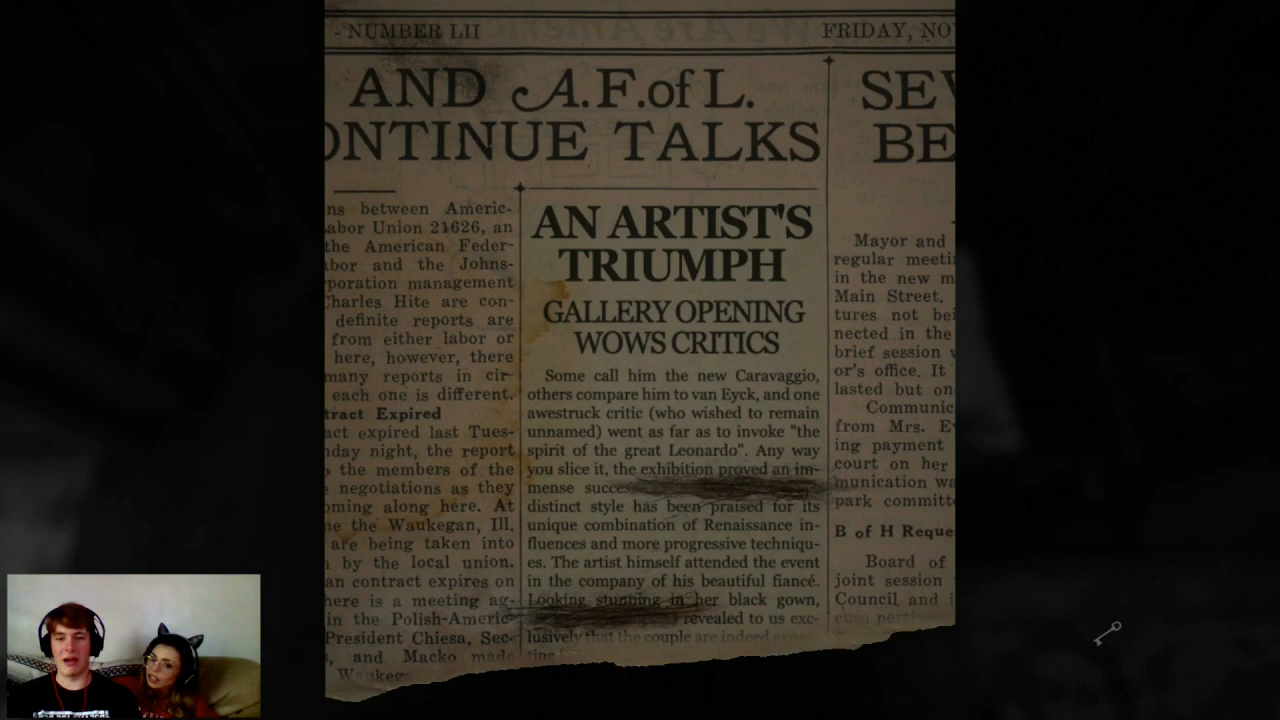 - NUMBER LII
FRIDAY, NO
AND A.F.of L.
ONTINUE TALKS
SEV
BE
ns between Americ-
abor Union 21626, an
the American Feder-
abor and the Johns-
poration management
Charles Hite are con-
definite reports are
from either labor or
here, however, there
many reports in cir-
each one is different.
tract Expired
act expired last Tues-
day night, the report
the members of the
negotiations as they
oming along here. At
ne the Waukegan, Ill.
are being taken into
by the local union.
an contract expires on
here is a meeting ag-
in the Polish-Americ-
President Chiesa, Sec-
, and Macko made
Waukega
AN ARTIST'S
TRIUMPH
GALLERY OPENING
WOWS CRITICS
Some call him the new Caravaggio,
others compare him to van Eyck, and one
awestruck critic (who wished to remain
unnamed) went as far as to invoke "the
spirit of the great Leonardo". Any way
you slice it, the exhibition proved an im-
mense succes
distinct style has been praised for its
unique combination of Renaissance in-
fluences and more progressive techniqu-
es. The artist himself attended the event
in the company of his beautiful fiancé.
Looking stunning in her black gown,
revealed to us exc-
lusively that the couple are indeed expec-
ting
Mayor and
regular meetin
in the new m
Main Street.
tures not bei
nected in the
brief session w
or's office. It
lasted but on
Communic
from Mrs. Ev
ing payment
court on her
munication wa
park committe
B of H Reque
Board of
joint session
Council and i